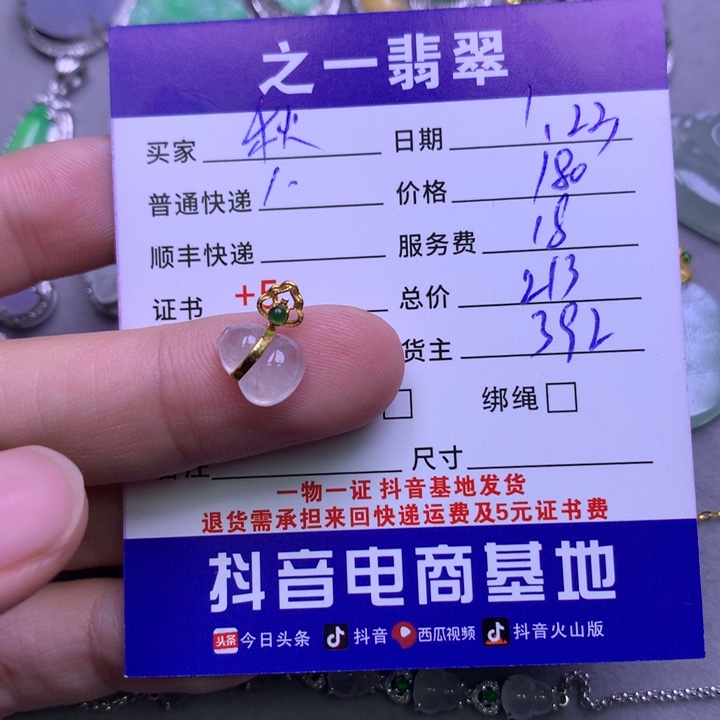 之一翡翠
买家 秋 日期 1.22
普通快递 价格 180
顺丰快递 服务费 18
证书 +5 总价 213
货主 392
绑绳
尺寸
一物一证 抖音基地发货
退货需承担来回快递运费及5元证书费
抖音电商基地
头条 今日头条 抖音 西瓜视频 抖音火山版